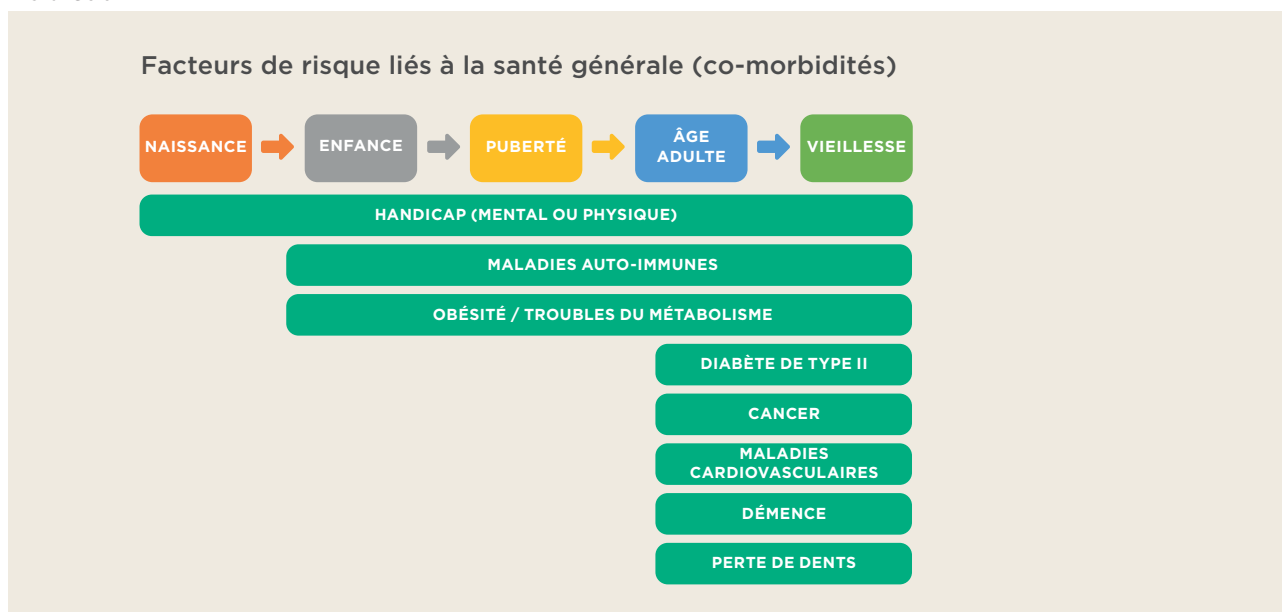 Facteurs de risque liés à la santé générale (co-morbidités)
NAISSANCE
ENFANCE
PUBERTÉ
ÂGE
ADULTE
VIEILLESSE
HANDICAP (MENTAL OU PHYSIQUE)
MALADIES AUTO-IMMUNES
OBÉSITÉ / TROUBLES DU MÉTABOLISME
DIABÈTE DE TYPE II
CANCER
MALADIES
CARDIOVASCULAIRES
DÉMENCE
PERTE DE DENTS